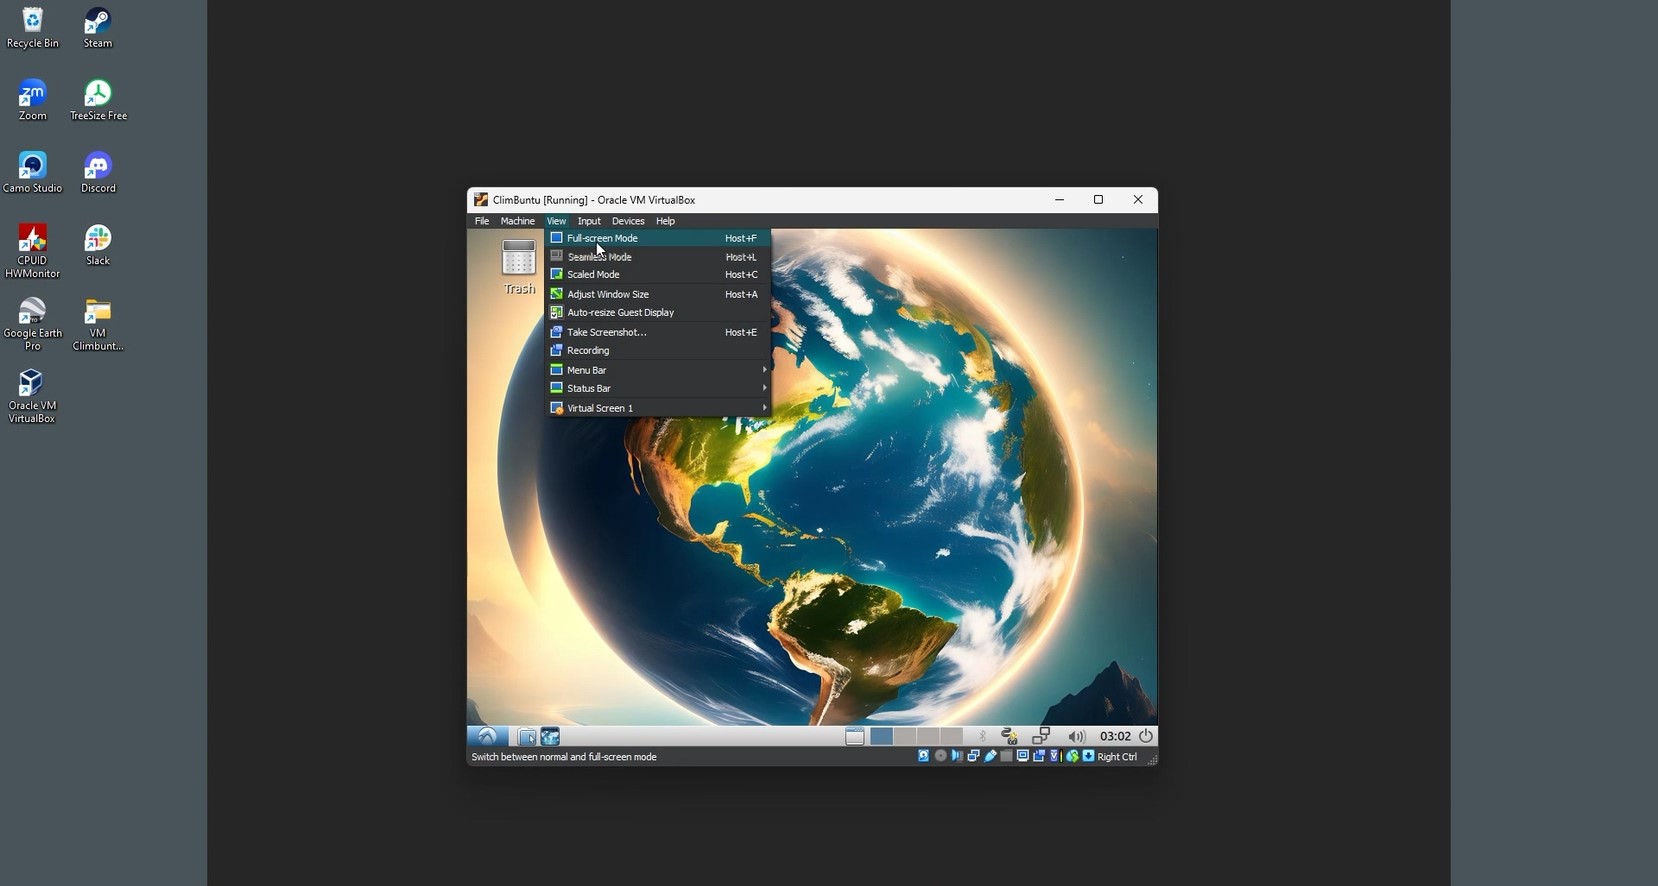 Recycle Bin
Steam
Zoom
TreeSize Free
Camo Studio
Discord
CPUID
HWMonitor
Slack
Google Earth
Pro
VM
Climbunt...
Oracle VM
VirtualBox
ClimBuntu [Running] - Oracle VM VirtualBox
File Machine View Input Devices Help
Full-screen Mode Host+F
Seamless Mode Host+L
Scaled Mode Host+C
Adjust Window Size Host+A
Auto-resize Guest Display
Take Screenshot... Host+E
Recording
Menu Bar
Status Bar
Virtual Screen 1
Trash
03:02
Switch between normal and full-screen mode
Right Ctrl